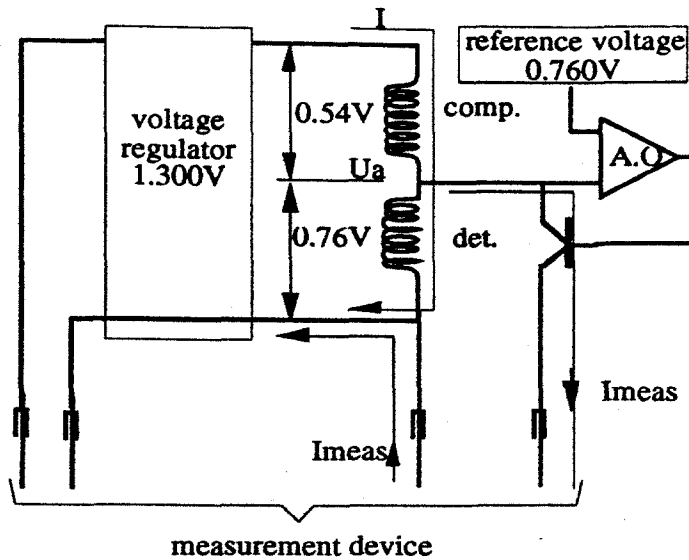 I
reference voltage
0.760V
voltage
regulator
1.300V
0.54V
comp.
A.O
Ua
0.76V
det.
Imeas
Imeas
measurement device